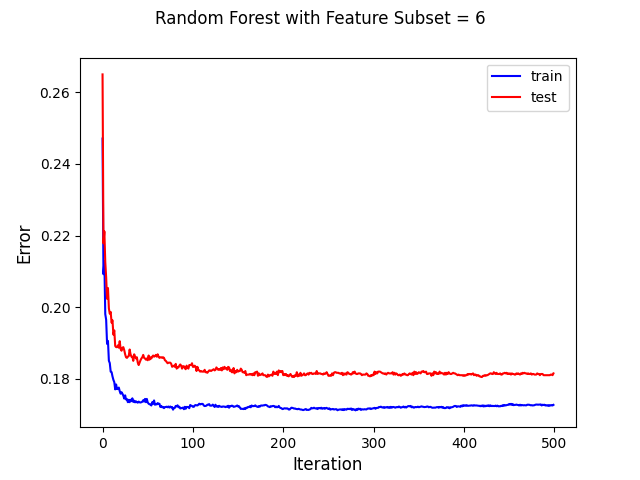 Random Forest with Feature Subset = 6
train
test
0.26
0.24
0.22
0.20
0.18
Error
0
100
200
300
400
500
Iteration